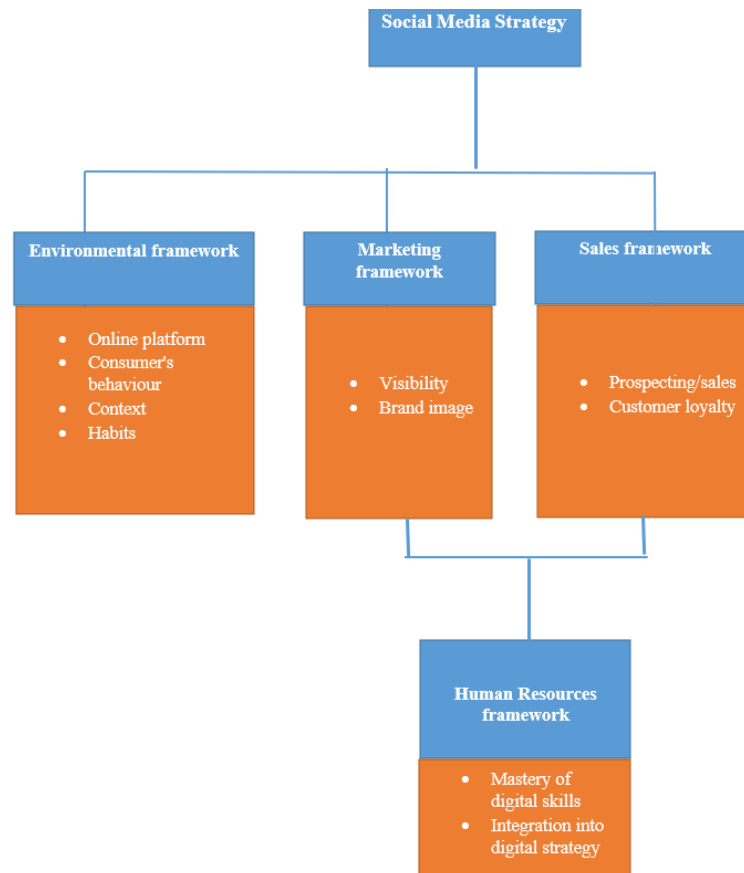 Social Media Strategy
Environmental framework
Marketing
framework
Sales framework
• Online platform
• Consumer's
behaviour
• Context
• Habits
• Visibility
• Brand image
• Prospecting/sales
• Customer loyalty
Human Resources
framework
• Mastery of
digital skills
• Integration into
digital strategy